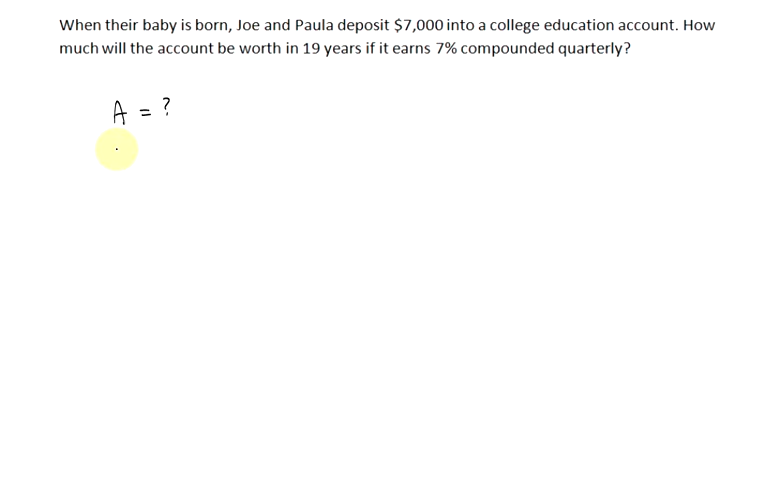 When their baby is born, Joe and Paula deposit $7,000 into a college education account. How
much will the account be worth in 19 years if it earns 7% compounded quarterly?
A = ?